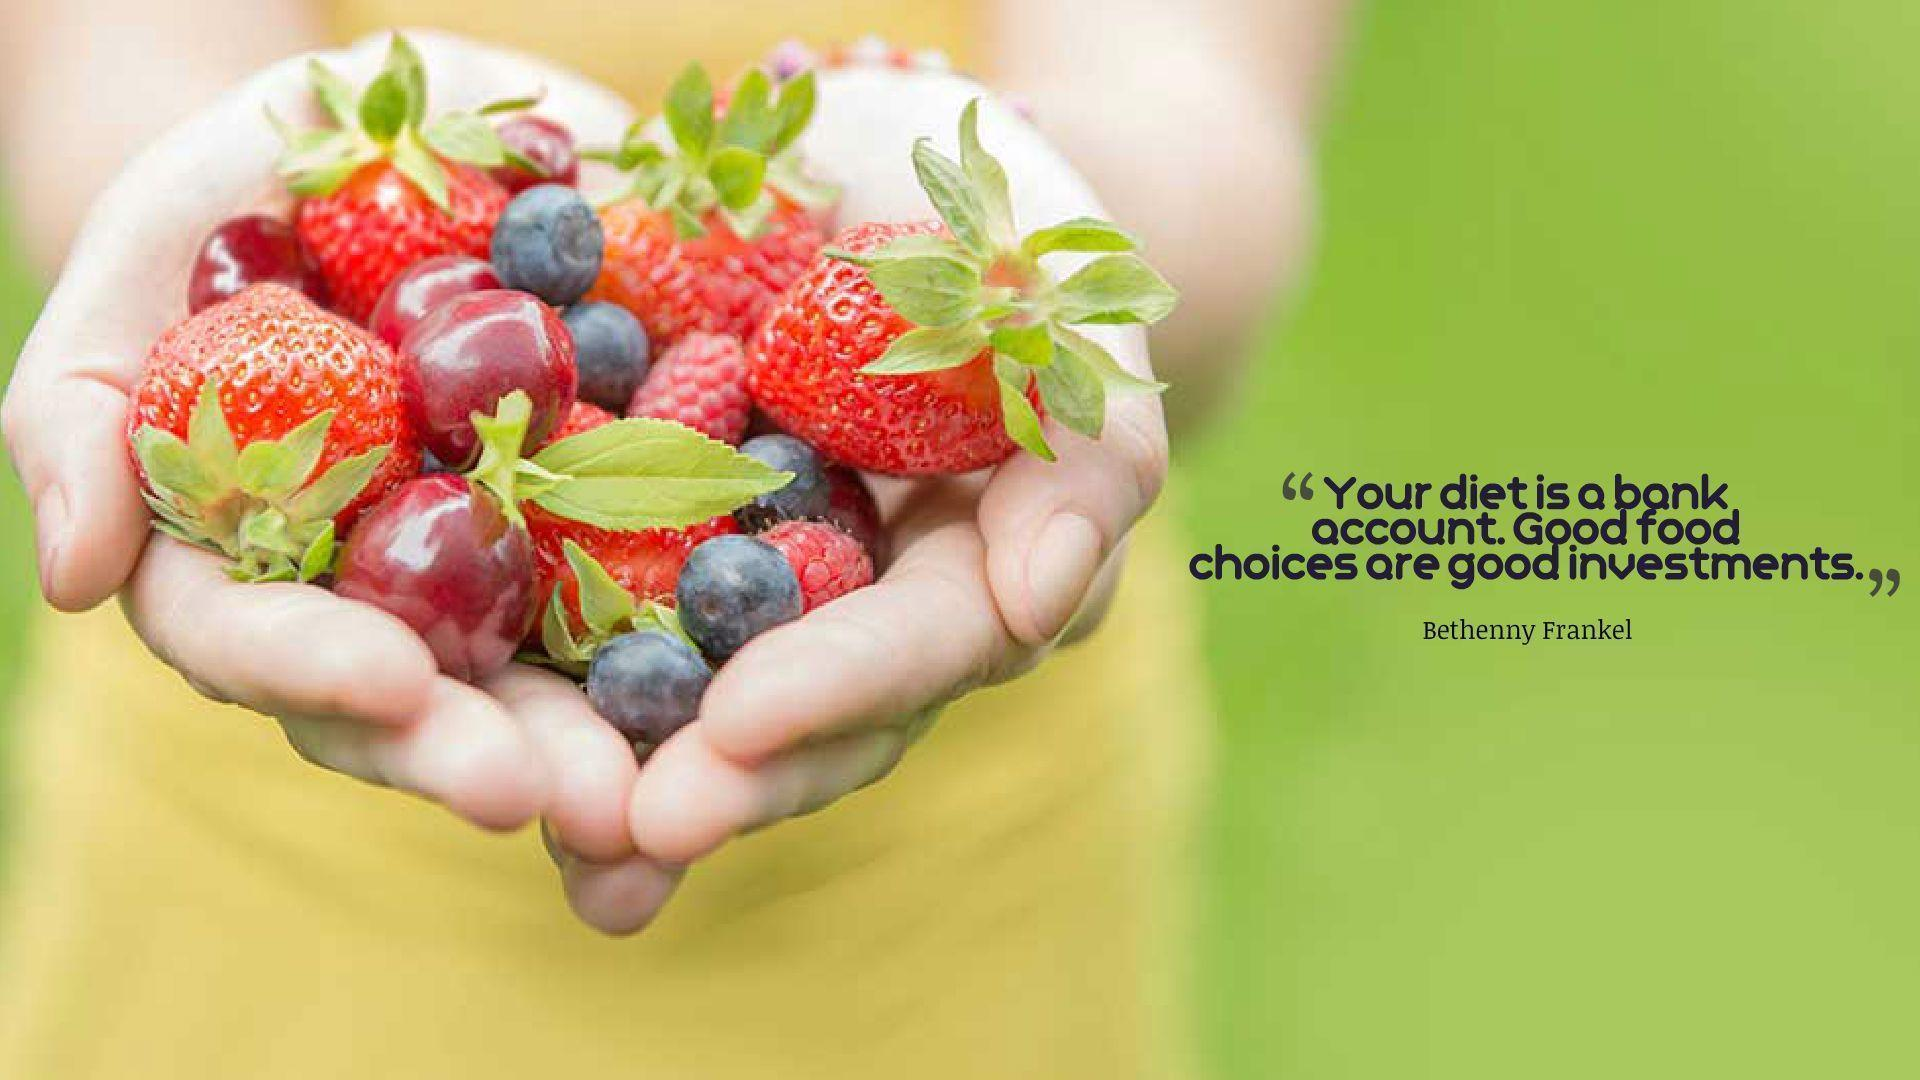 “ Your diet is a bank
account. Good food
choices are good investments. ”
Bethenny Frankel